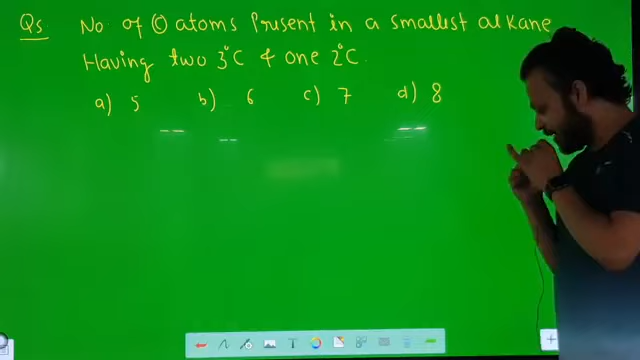 Qs. No. of (C) atoms Present in a smallest alkane
Having two 3°C & one 2°C.
a) 5 b) 6 c) 7 d) 8